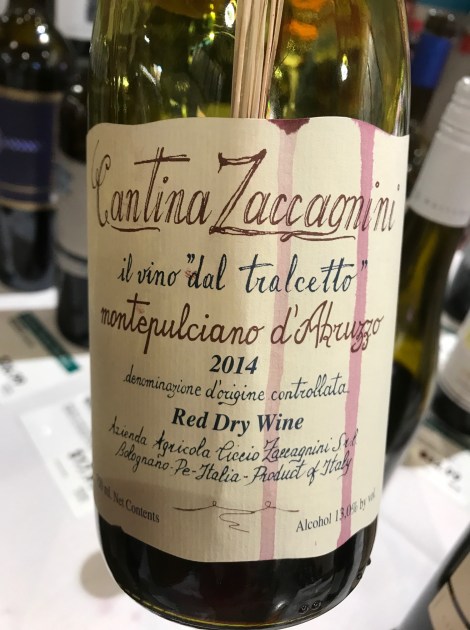 Cantina Zaccagnini
il vino "dal tralcetto"
montepulciano d'Abruzzo
2014
denominazione d'origine controllata
Red Dry Wine
Azienda Agricola Ciccio Zaccagnini S.r.l
Bolognano-Pe-Italia-Product of Italy
ML Net Contents
Alcohol 13,0% by vol